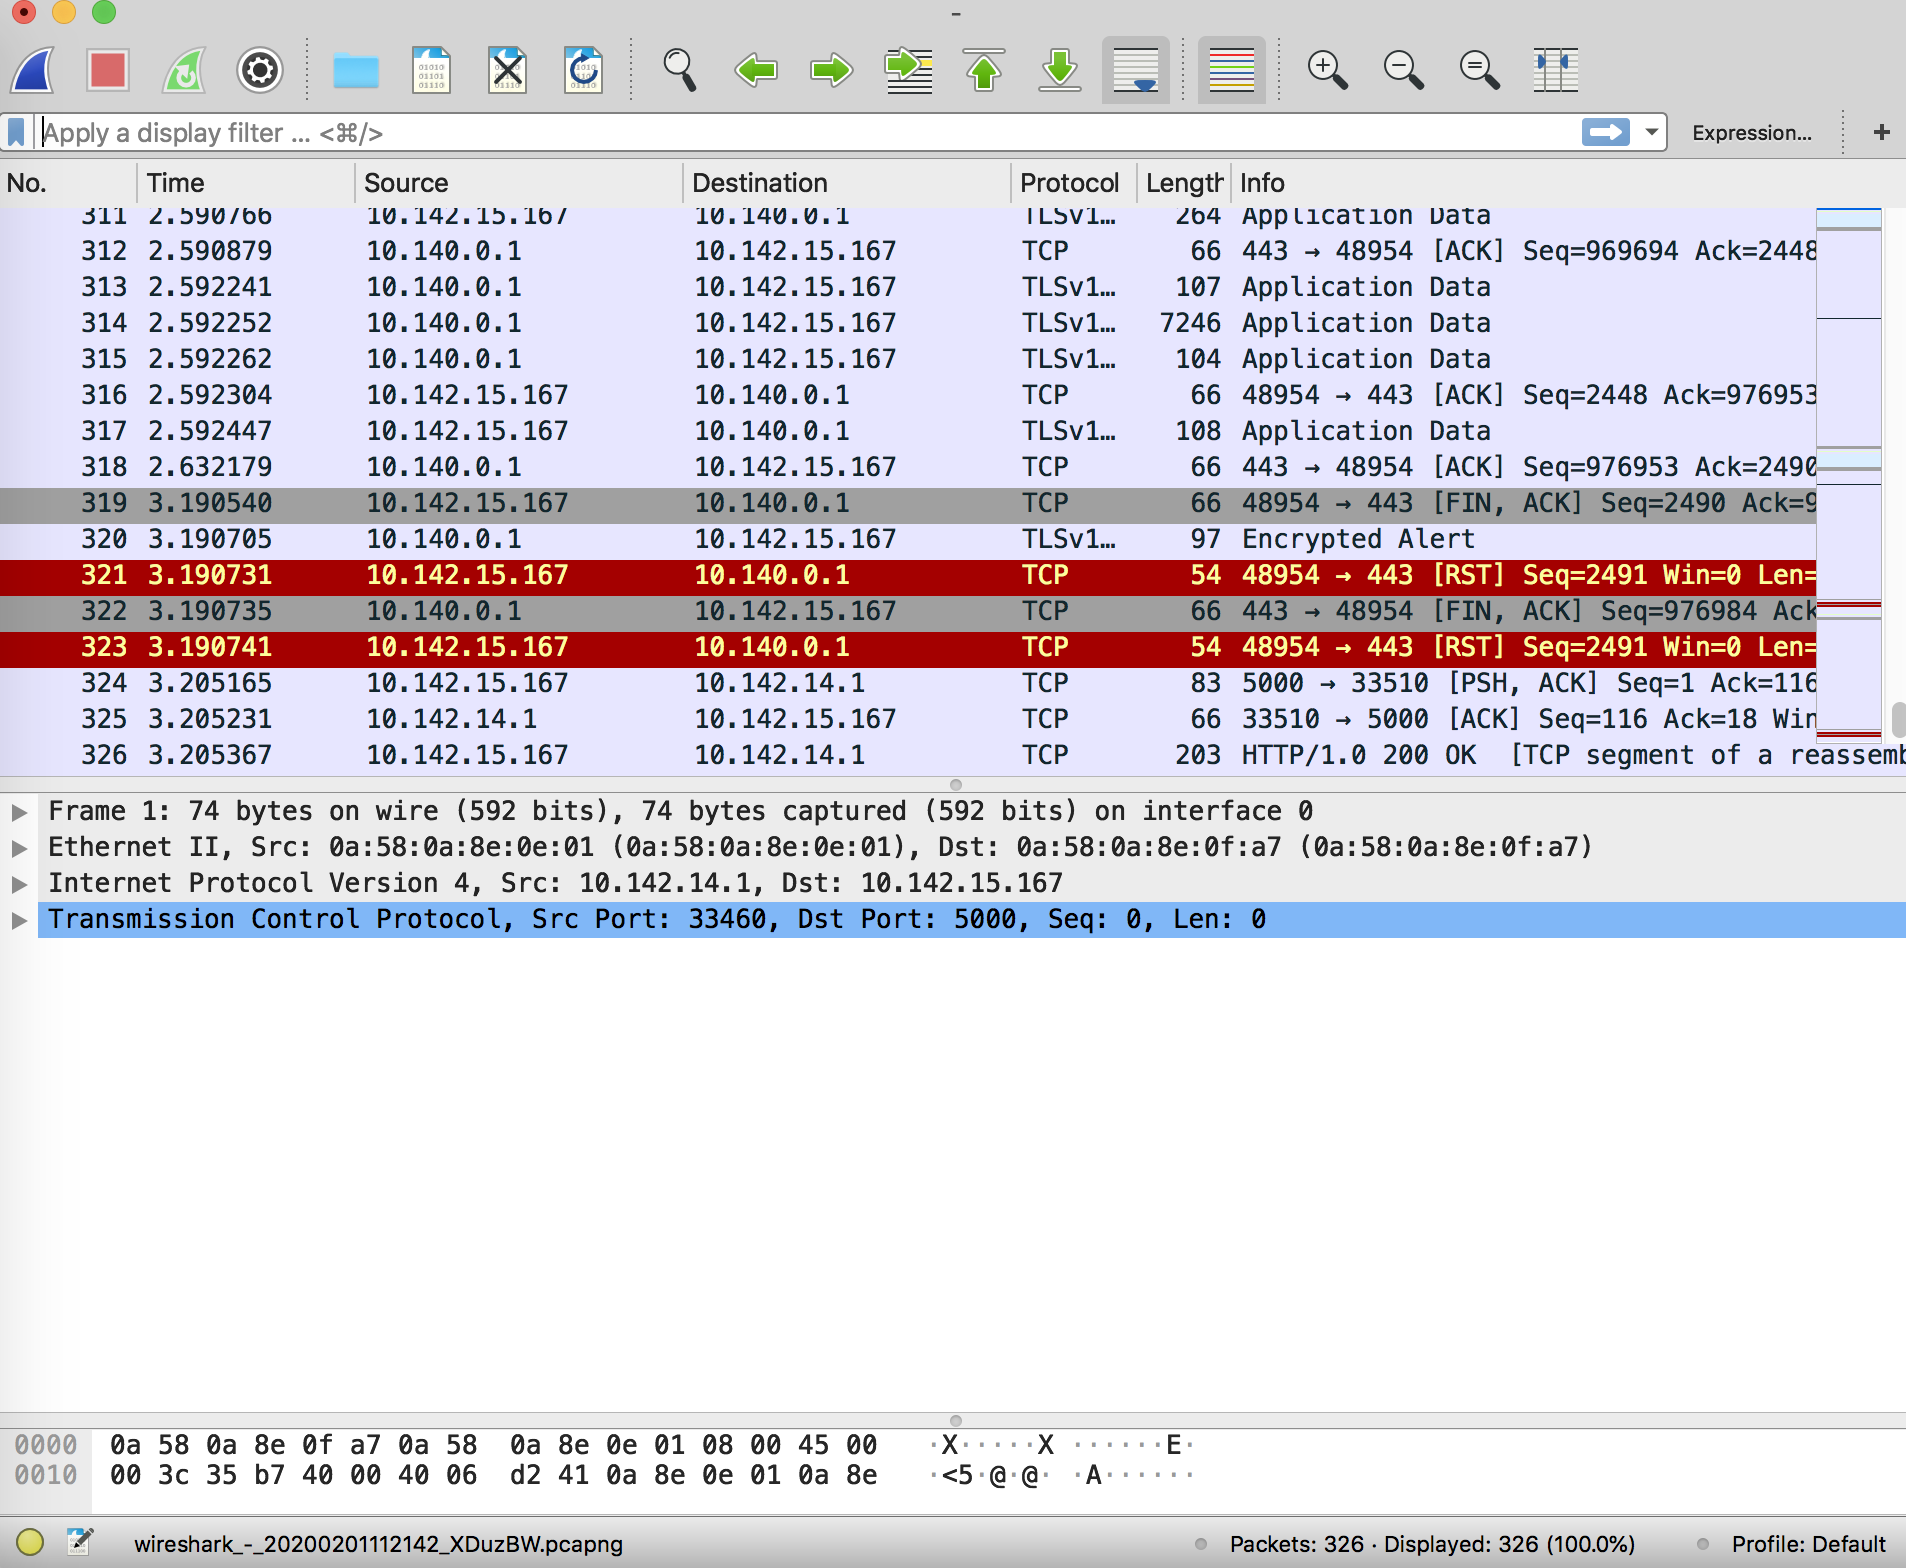 -
Apply a display filter ... <⌘/>
Expression...
+
No. Time Source Destination Protocol Length Info
311 2.590766 10.142.15.167 10.140.0.1 TLSv1… 264 Application Data
312 2.590879 10.140.0.1 10.142.15.167 TCP 66 443 → 48954 [ACK] Seq=969694 Ack=2448
313 2.592241 10.140.0.1 10.142.15.167 TLSv1… 107 Application Data
314 2.592252 10.140.0.1 10.142.15.167 TLSv1… 7246 Application Data
315 2.592262 10.140.0.1 10.142.15.167 TLSv1… 104 Application Data
316 2.592304 10.142.15.167 10.140.0.1 TCP 66 48954 → 443 [ACK] Seq=2448 Ack=976953
317 2.592447 10.142.15.167 10.140.0.1 TLSv1… 108 Application Data
318 2.632179 10.140.0.1 10.142.15.167 TCP 66 443 → 48954 [ACK] Seq=976953 Ack=2490
319 3.190540 10.142.15.167 10.140.0.1 TCP 66 48954 → 443 [FIN, ACK] Seq=2490 Ack=9
320 3.190705 10.140.0.1 10.142.15.167 TLSv1… 97 Encrypted Alert
321 3.190731 10.142.15.167 10.140.0.1 TCP 54 48954 → 443 [RST] Seq=2491 Win=0 Len=
322 3.190735 10.140.0.1 10.142.15.167 TCP 66 443 → 48954 [FIN, ACK] Seq=976984 Ack
323 3.190741 10.142.15.167 10.140.0.1 TCP 54 48954 → 443 [RST] Seq=2491 Win=0 Len=
324 3.205165 10.142.15.167 10.142.14.1 TCP 83 5000 → 33510 [PSH, ACK] Seq=1 Ack=116
325 3.205231 10.142.14.1 10.142.15.167 TCP 66 33510 → 5000 [ACK] Seq=116 Ack=18 Win
326 3.205367 10.142.15.167 10.142.14.1 TCP 203 HTTP/1.0 200 OK [TCP segment of a reassemb
Frame 1: 74 bytes on wire (592 bits), 74 bytes captured (592 bits) on interface 0
Ethernet II, Src: 0a:58:0a:8e:0e:01 (0a:58:0a:8e:0e:01), Dst: 0a:58:0a:8e:0f:a7 (0a:58:0a:8e:0f:a7)
Internet Protocol Version 4, Src: 10.142.14.1, Dst: 10.142.15.167
Transmission Control Protocol, Src Port: 33460, Dst Port: 5000, Seq: 0, Len: 0
0000 0a 58 0a 8e 0f a7 0a 58 0a 8e 0e 01 08 00 45 00 ·X·····X ······E·
0010 00 3c 35 b7 40 00 40 06 d2 41 0a 8e 0e 01 0a 8e ·<5·@·@· ·A······
wireshark_-_20200201112142_XDuzBW.pcapng
Packets: 326 · Displayed: 326 (100.0%)
Profile: Default